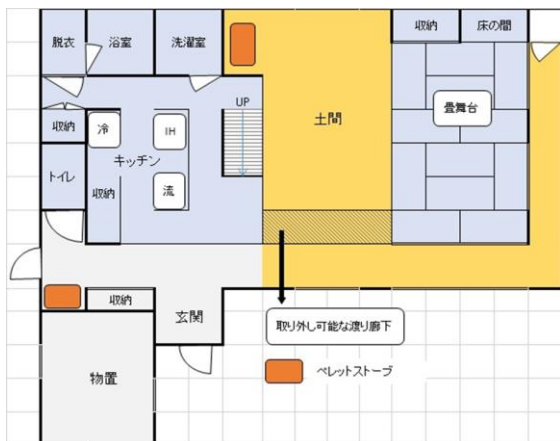 脱衣
浴室
洗濯室
収納
床の間
UP
収納
冷
IH
土間
畳舞台
キッチン
トイレ
収納
流
収納
玄関
取り外し可能な渡り廊下
物置
ペレットストーブ